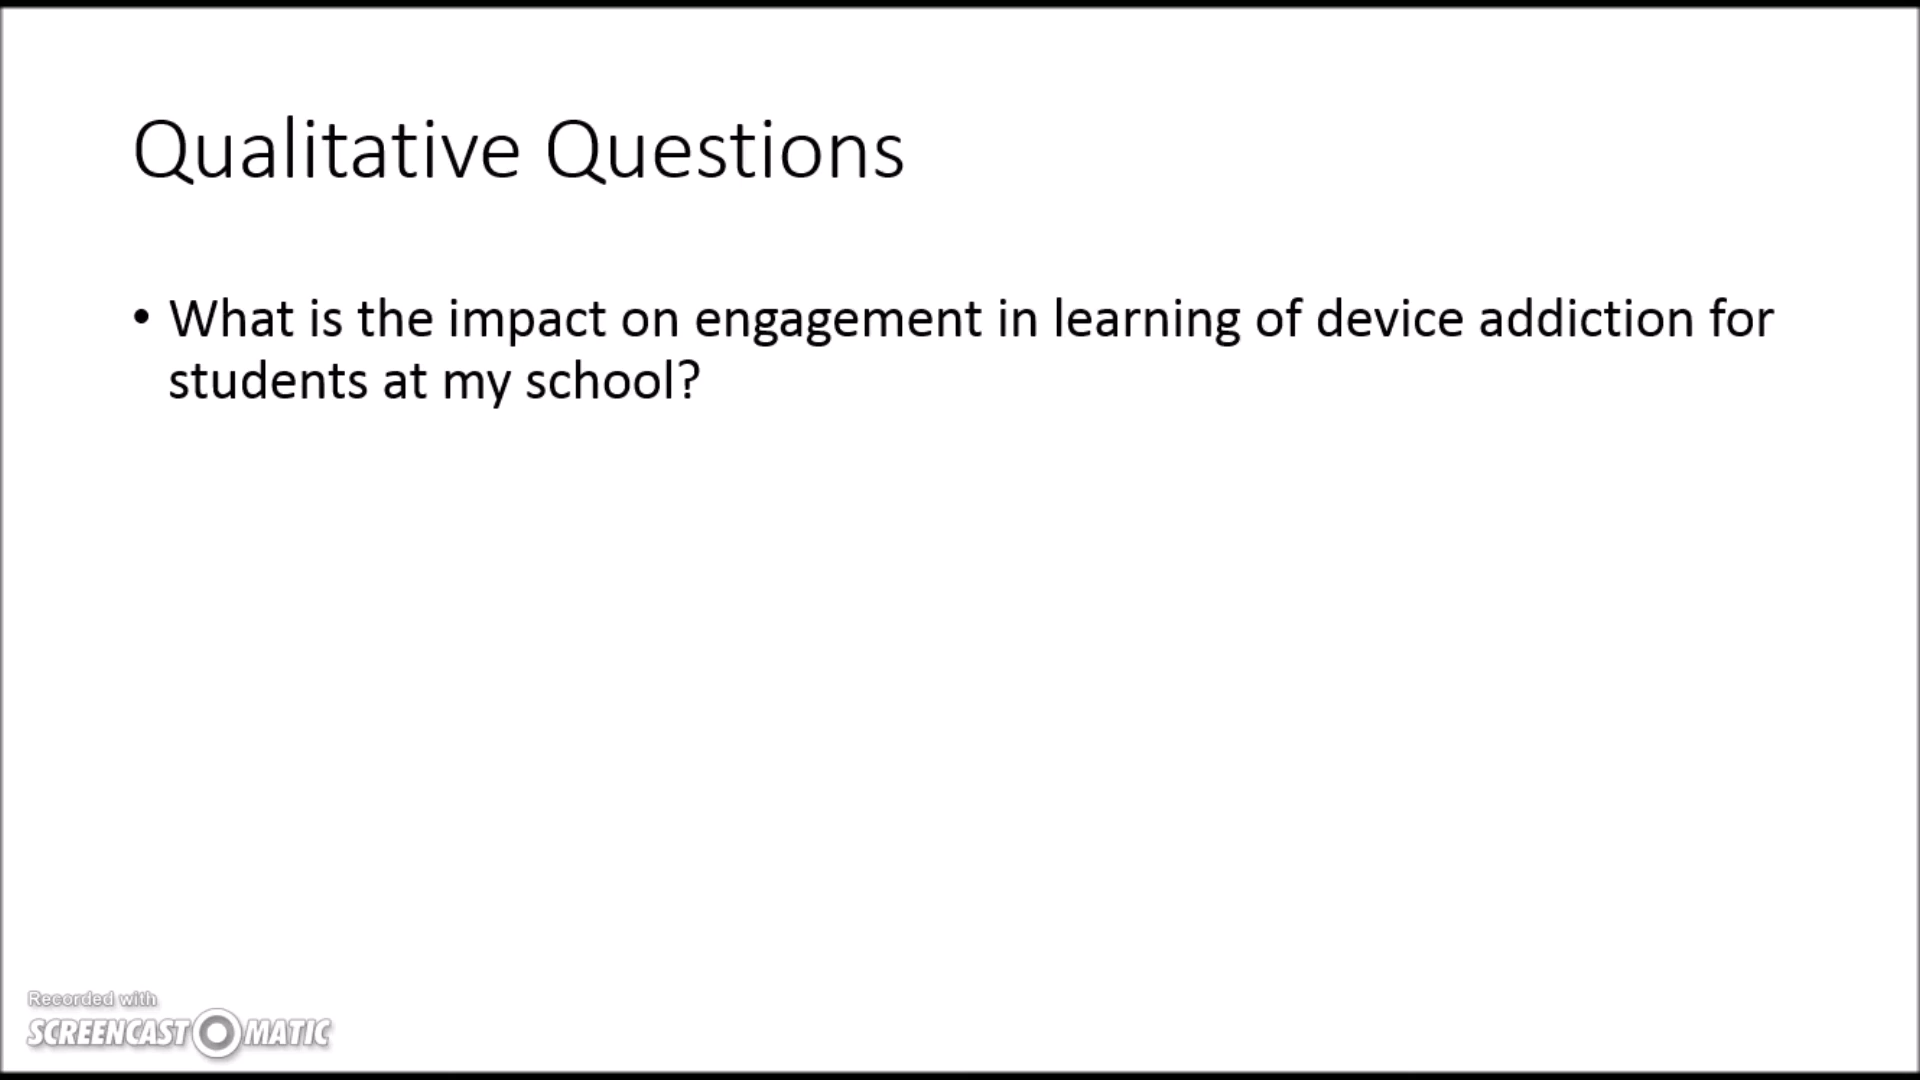 Qualitative Questions
• What is the impact on engagement in learning of device addiction for
students at my school?
Recorded with
SCREENCAST MATIC